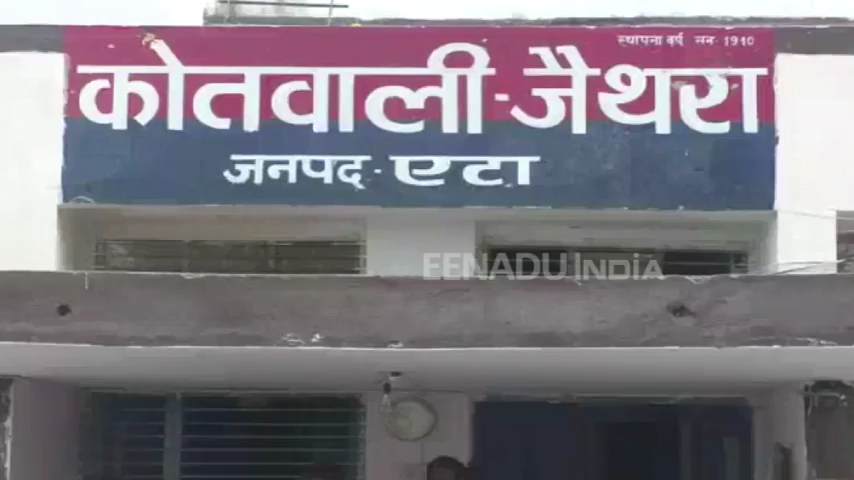 स्थापना वर्ष सन-1910
कोतवाली-जैथरा
जनपद-एटा
EENADU INDIA